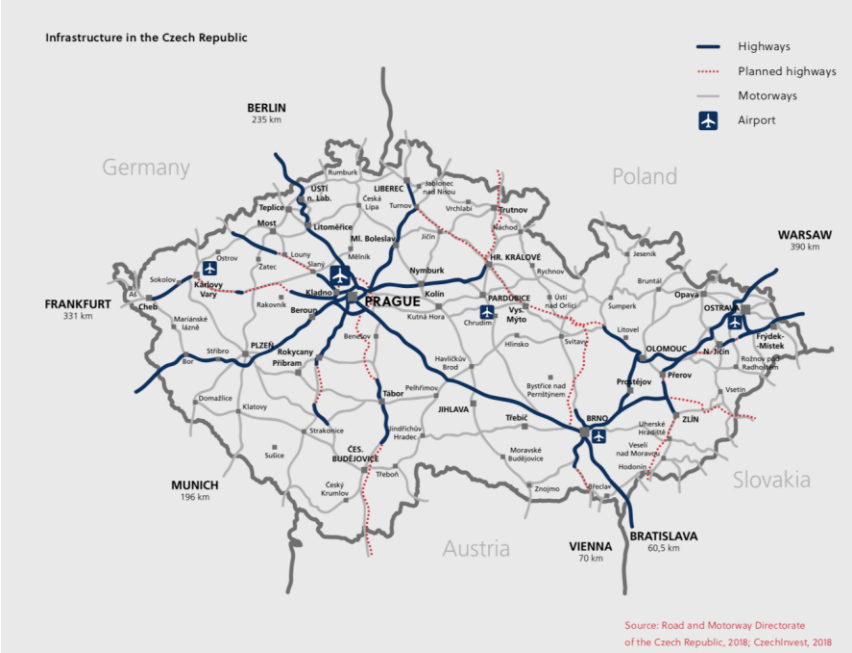 Infrastructure in the Czech Republic
Highways
Planned highways
Motorways
Airport
BERLIN
235 km
Germany
Poland
WARSAW
390 km
FRANKFURT
331 km
MUNICH
196 km
Austria
VIENNA
70 km
BRATISLAVA
60,5 km
Slovakia
Rumburk
ÚSTÍ
n. Lab.
Teplice
Most
Litoměřice
Česká
Lípa
LIBEREC
Jablonec
nad Nisou
Turnov
Vrchlabí
Trutnov
Náchod
Jičín
Ml. Boleslav
Mělník
Ostrov
Sokolov
Karlovy
Vary
Aš
Cheb
Žatec
Louny
Slaný
Kladno
PRAGUE
Rakovník
Beroun
Nymburk
Kolín
Kutná Hora
HR. KRÁLOVÉ
Rychnov
PARDUBICE
Chrudim
Vys.
Mýto
Ústí
nad Orlicí
Hlinsko
Svitavy
Jeseník
Bruntál
Šumperk
Opava
OSTRAVA
Litovel
OLOMOUC
N. Jičín
Frýdek-
-Místek
Rožnov pod
Radhoštěm
Přerov
Prostějov
Vsetín
ZLÍN
Uherské
Hradiště
Veselí
nad Moravou
Hodonín
BRNO
Břeclav
Znojmo
Moravské
Budějovice
Třebíč
Bystřice nad
Pernštýnem
Havlíčkův
Brod
JIHLAVA
Pelhřimov
Benešov
Tábor
Jindřichův
Hradec
Třeboň
ČES.
BUDĚJOVICE
Český
Krumlov
Strakonice
Sušice
Klatovy
Domažlice
Rokycany
Příbram
PLZEŇ
Stříbro
Bor
Mariánské
lázně
Source: Road and Motorway Directorate
of the Czech Republic, 2018; CzechInvest, 2018